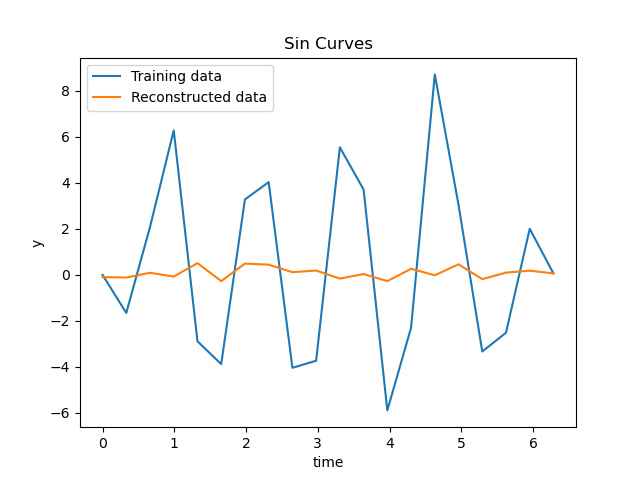 Sin Curves
Training data
Reconstructed data
8
6
4
2
0
−2
−4
−6
y
0 1 2 3 4 5 6
time